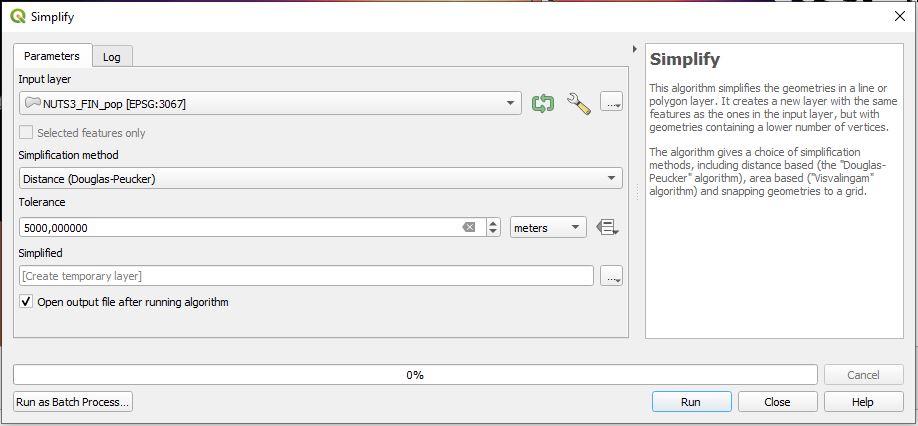 Simplify
Parameters
Log
Input layer
NUTS3_FIN_pop [EPSG:3067]
...
Selected features only
Simplification method
Distance (Douglas-Peucker)
Tolerance
5000,000000
meters
Simplified
[Create temporary layer]
...
Open output file after running algorithm
Simplify
This algorithm simplifies the geometries in a line or
polygon layer. It creates a new layer with the same
features as the ones in the input layer, but with
geometries containing a lower number of vertices.
The algorithm gives a choice of simplification
methods, including distance based (the "Douglas-
Peucker" algorithm), area based ("Visvalingam"
algorithm) and snapping geometries to a grid.
0%
Cancel
Run as Batch Process...
Run
Close
Help